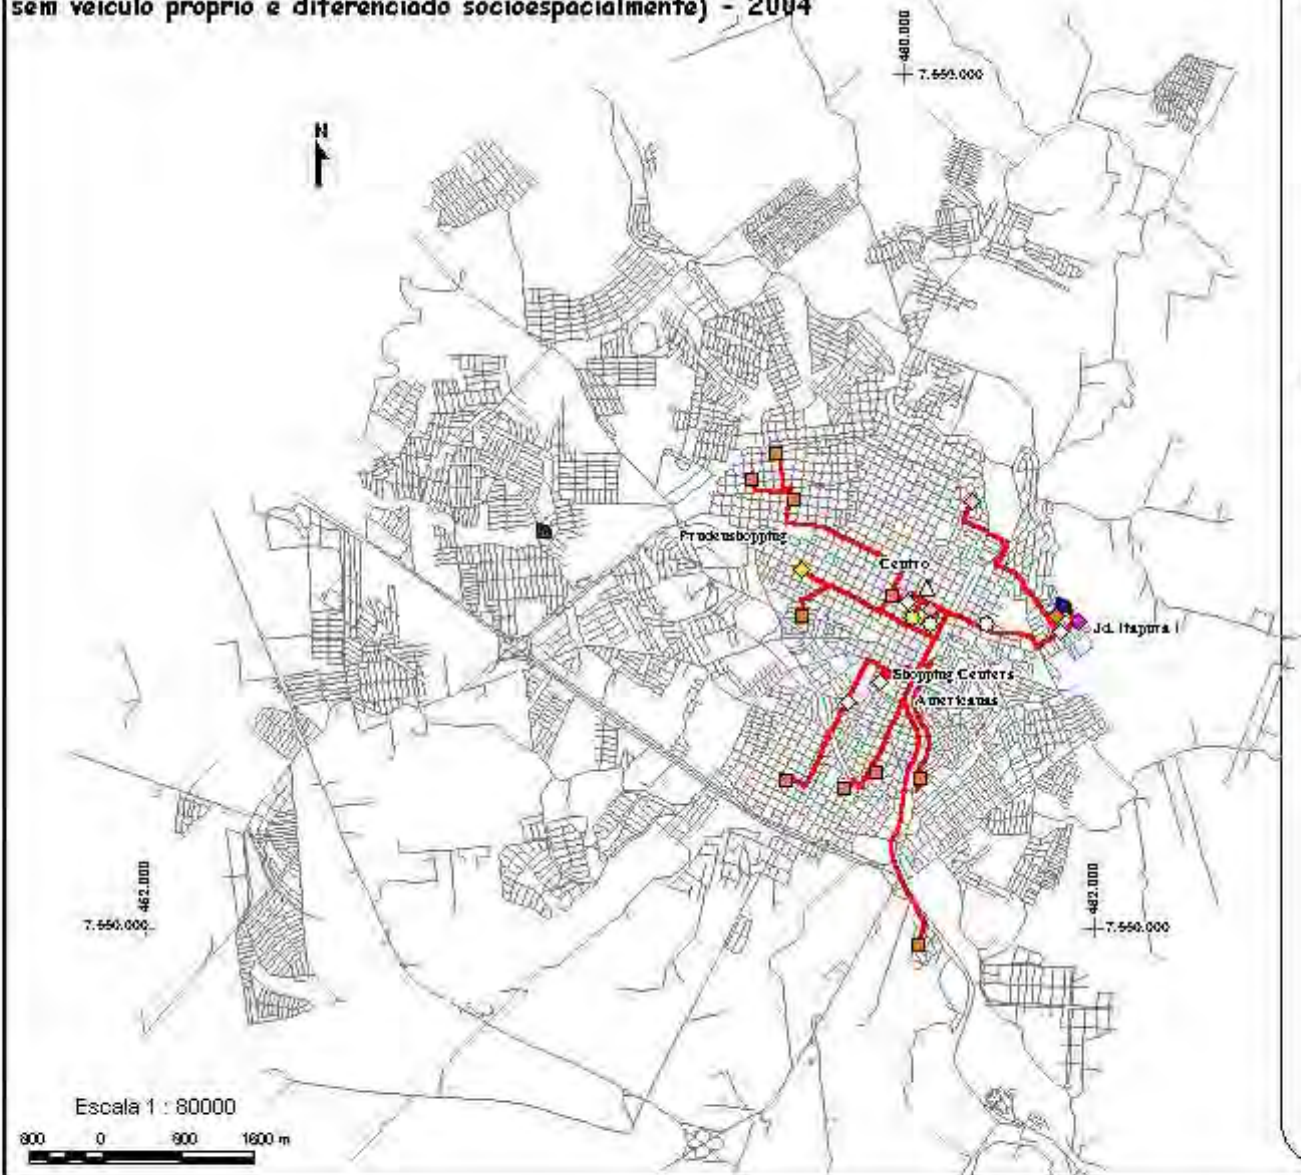 sem veículo próprio e diferenciado socioespacialmente) - 2004
480.000
7.553.000
N
Prudenshopping
Centro
Jd. Itapura I
Shopping Centers
Americanas
462.000
7.550.000
482.000
7.550.000
Escala 1 : 80000
800 0 800 1600 m